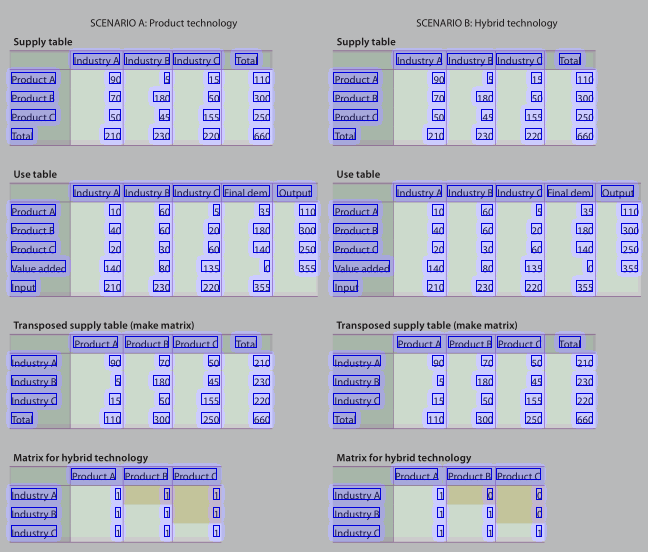 SCENARIO A: Product technology
Supply table
Industry A Industry B Industry C Total
Product A 90 5 15 110
Product B 70 180 50 300
Product C 50 45 155 250
Total 210 230 220 660
Use table
Industry A Industry B Industry C Final dem. Output
Product A 10 60 5 35 110
Product B 40 60 20 180 300
Product C 20 30 60 140 250
Value added 140 80 135 0 355
Input 210 230 220 355
Transposed supply table (make matrix)
Product A Product B Product C Total
Industry A 90 70 50 210
Industry B 5 180 45 230
Industry C 15 50 155 220
Total 110 300 250 660
Matrix for hybrid technology
Product A Product B Product C
Industry A 1 1 1
Industry B 1 1 1
Industry C 1 1 1
SCENARIO B: Hybrid technology
Supply table
Industry A Industry B Industry C Total
Product A 90 5 15 110
Product B 70 180 50 300
Product C 50 45 155 250
Total 210 230 220 660
Use table
Industry A Industry B Industry C Final dem. Output
Product A 10 60 5 35 110
Product B 40 60 20 180 300
Product C 20 30 60 140 250
Value added 140 80 135 0 355
Input 210 230 220 355
Transposed supply table (make matrix)
Product A Product B Product C Total
Industry A 90 70 50 210
Industry B 5 180 45 230
Industry C 15 50 155 220
Total 110 300 250 660
Matrix for hybrid technology
Product A Product B Product C
Industry A 1 0 0
Industry B 1 1 0
Industry C 1 1 1